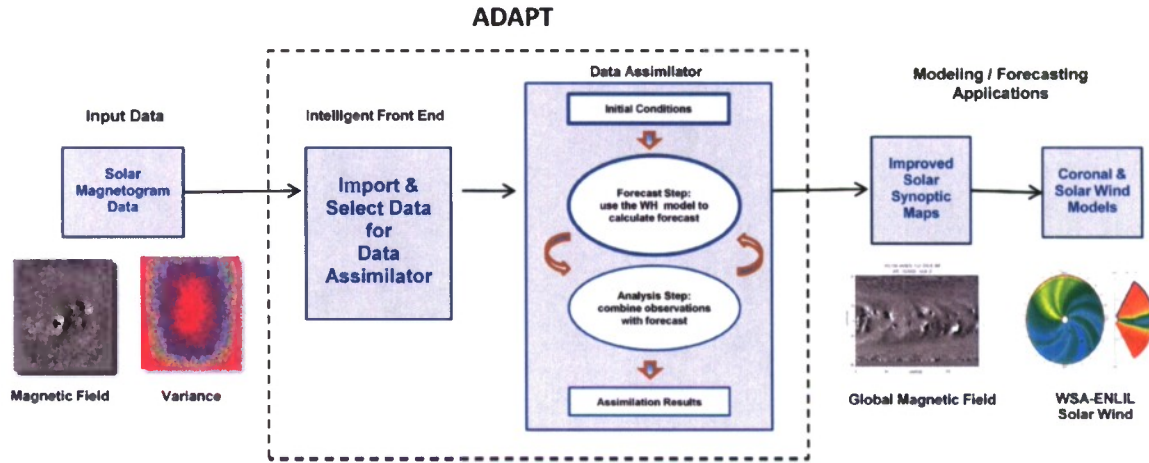 ADAPT
Input Data
Solar
Magnetogram
Data
Magnetic Field
Variance
Intelligent Front End
Import &
Select Data
for
Data
Assimilator
Data Assimilator
Initial Conditions
Forecast Step:
use the WH model to
calculate forecast
Analysis Step:
combine observations
with forecast
Assimilation Results
Modeling / Forecasting
Applications
Improved
Solar
Synoptic
Maps
Coronal &
Solar Wind
Models
Global Magnetic Field
WSA-ENLIL
Solar Wind